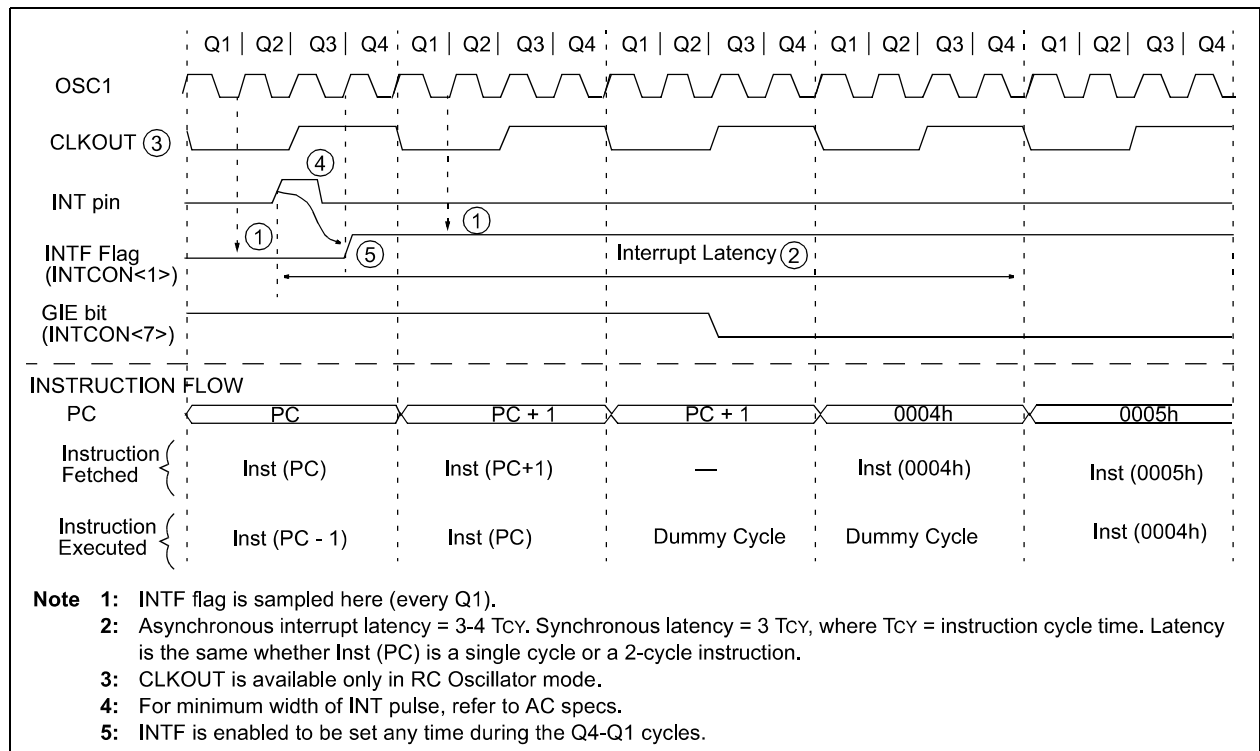 Q1 | Q2 | Q3 | Q4 Q1 | Q2 | Q3 | Q4 Q1 | Q2 | Q3 | Q4 Q1 | Q2 | Q3 | Q4 Q1 | Q2 | Q3 | Q4
OSC1
CLKOUT ③
④
INT pin
① ①
INTF Flag
(INTCON<1>)
⑤
Interrupt Latency ②
GIE bit
(INTCON<7>)
INSTRUCTION FLOW
PC PC PC + 1 PC + 1 0004h 0005h
Instruction
Fetched
Inst (PC) Inst (PC+1) — Inst (0004h) Inst (0005h)
Instruction
Executed
Inst (PC - 1) Inst (PC) Dummy Cycle Dummy Cycle Inst (0004h)
Note 1: INTF flag is sampled here (every Q1).
2: Asynchronous interrupt latency = 3-4 TCY. Synchronous latency = 3 TCY, where TCY = instruction cycle time. Latency
is the same whether Inst (PC) is a single cycle or a 2-cycle instruction.
3: CLKOUT is available only in RC Oscillator mode.
4: For minimum width of INT pulse, refer to AC specs.
5: INTF is enabled to be set any time during the Q4-Q1 cycles.